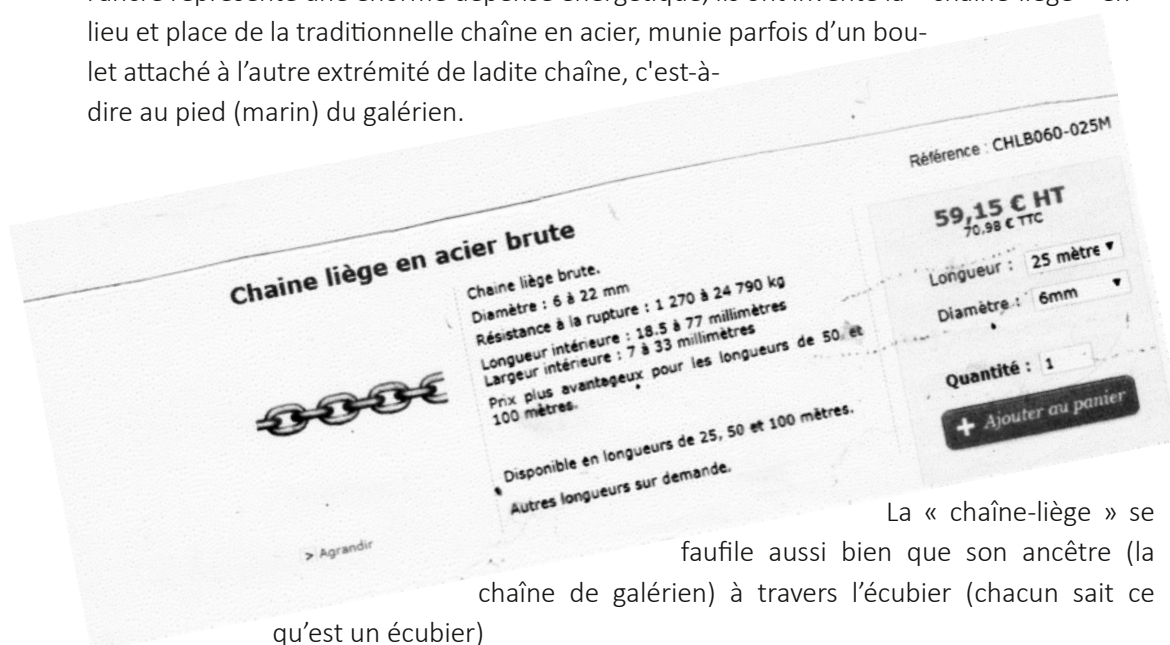 lieu et place de la traditionnelle chaîne en acier, munie parfois d’un bou-
let attaché à l’autre extrémité de ladite chaîne, c'est-à-
dire au pied (marin) du galérien.
Référence : CHLB060-025M
Chaine liège en acier brute
Chaine liège brute.
Diamètre : 6 à 22 mm
Résistance à la rupture : 1 270 à 24 790 kg
Longueur intérieure : 18.5 à 77 millimètres
Largeur intérieure : 7 à 33 millimètres
Prix plus avantageux pour les longueurs de 50 et
100 mètres.
Disponible en longueurs de 25, 50 et 100 mètres.
Autres longueurs sur demande.
> Agrandir
59,15 € HT
70,98 € TTC
Longueur : 25 mètre
Diamètre : 6mm
Quantité : 1
+ Ajouter au panier
La « chaîne-liège » se
faufile aussi bien que son ancêtre (la
chaîne de galérien) à travers l’écubier (chacun sait ce
qu’est un écubier)